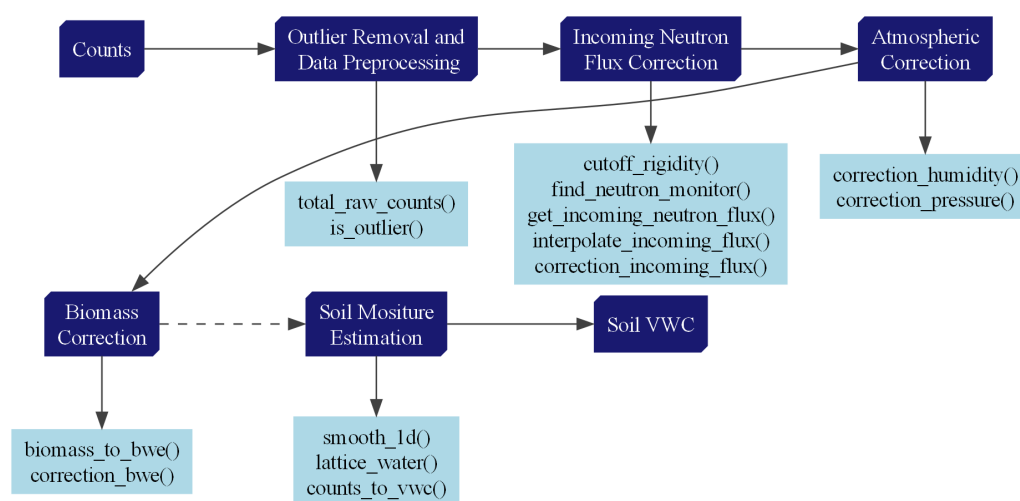 Counts
Outlier Removal and
Data Preprocessing
Incoming Neutron
Flux Correction
Atmospheric
Correction
total_raw_counts()
is_outlier()
cutoff_rigidity()
find_neutron_monitor()
get_incoming_neutron_flux()
interpolate_incoming_flux()
correction_incoming_flux()
correction_humidity()
correction_pressure()
Biomass
Correction
Soil Mositure
Estimation
Soil VWC
biomass_to_bwe()
correction_bwe()
smooth_1d()
lattice_water()
counts_to_vwc()